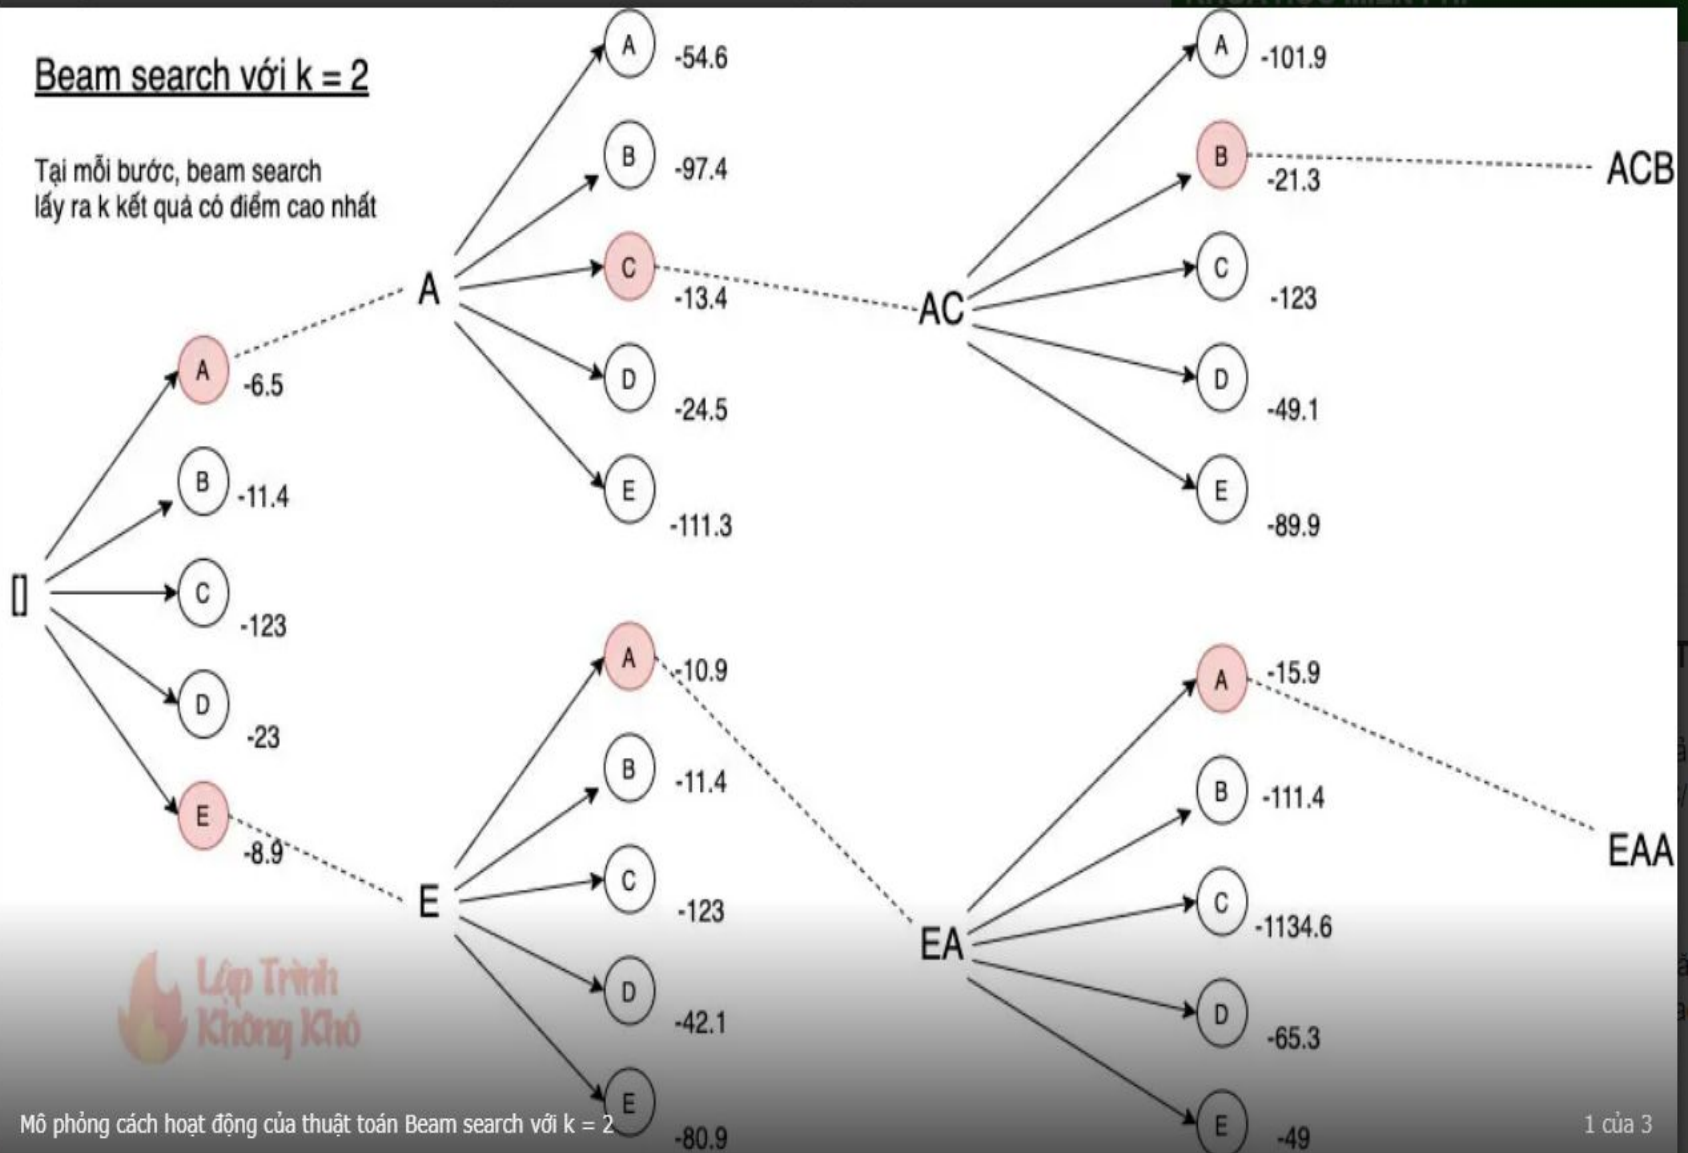 Beam search với k = 2
Tại mỗi bước, beam search
lấy ra k kết quả có điểm cao nhất
[]
A
-6.5
B
-11.4
C
-123
D
-23
E
-8.9
A
A
-54.6
B
-97.4
C
-13.4
D
-24.5
E
-111.3
E
A
-10.9
B
-11.4
C
-123
D
-42.1
E
-80.9
AC
A
-101.9
B
-21.3
C
-123
D
-49.1
E
-89.9
EA
A
-15.9
B
-111.4
C
-1134.6
D
-65.3
E
-49
ACB
EAA
Lập Trình
Không Khó
Mô phỏng cách hoạt động của thuật toán Beam search với k = 2
1 của 3